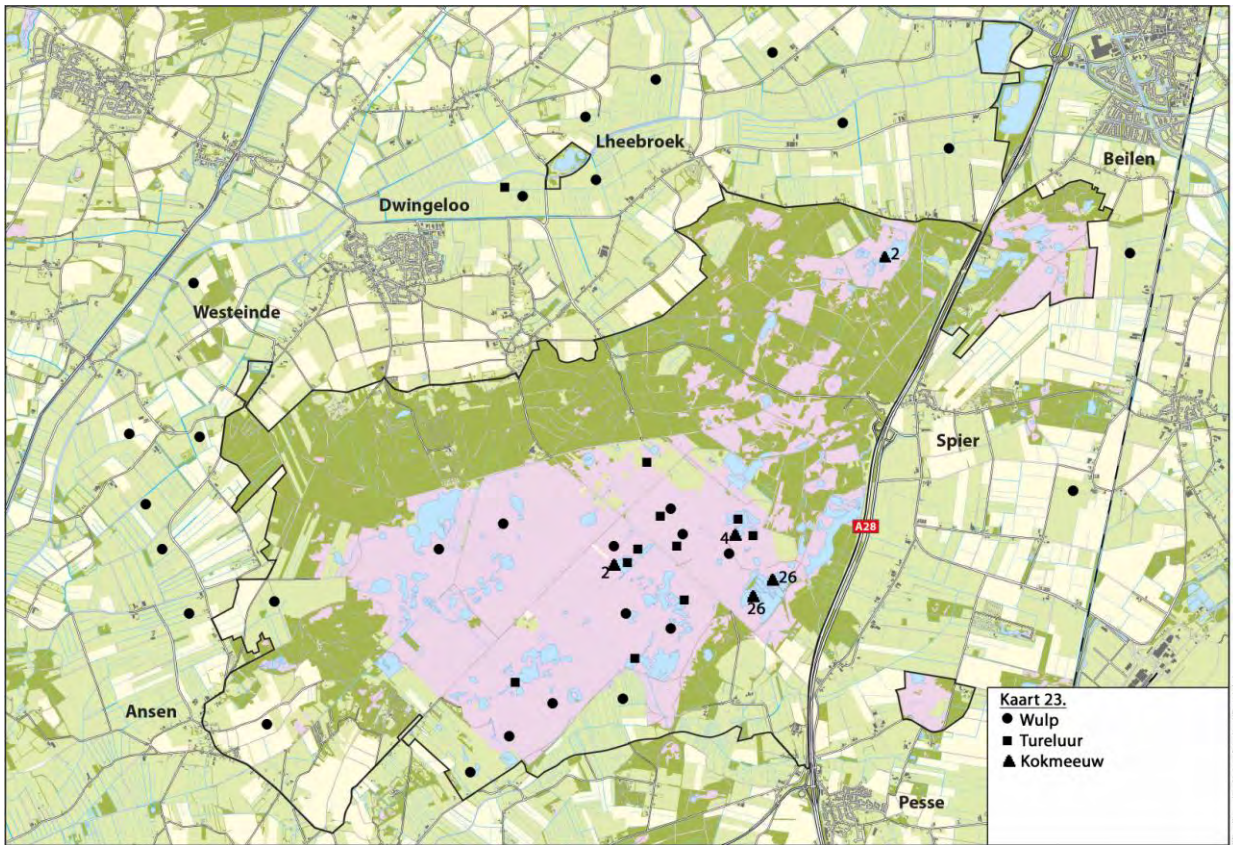 Lheebroek
Beilen
Dwingeloo
2
Westeinde
Spier
A28
4
2
26
26
Ansen
Kaart 23.
Wulp
Tureluur
Kokmeeuw
Pesse